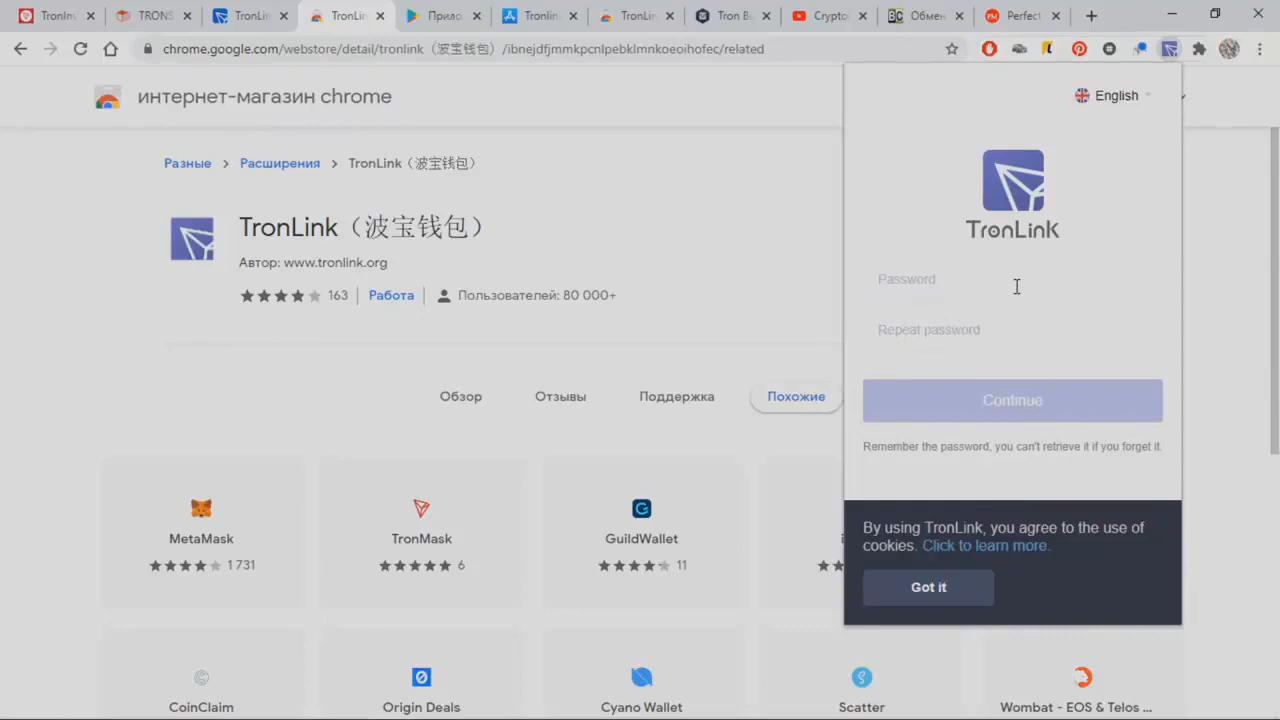 TronInv
TRONS
TronLin
TronLin
Прило
Tronlin
TronLin
Tron B
Crypto
Обмен
Perfect
chrome.google.com/webstore/detail/tronlink（波宝钱包）/ibnejdfjmmkpcnlpebklmnkoeoihofec/related
интернет-магазин chrome
Разные
Расширения
TronLink（波宝钱包）
TronLink（波宝钱包）
Автор: www.tronlink.org
163
Работа
Пользователей: 80 000+
Обзор
Отзывы
Поддержка
Похожие
MetaMask
1 731
TronMask
6
GuildWallet
11
CoinClaim
Origin Deals
Cyano Wallet
Scatter
Wombat - EOS & Telos ...
English
TronLink
Password
Repeat password
Continue
Remember the password, you can't retrieve it if you forget it.
By using TronLink, you agree to the use of
cookies. Click to learn more.
Got it